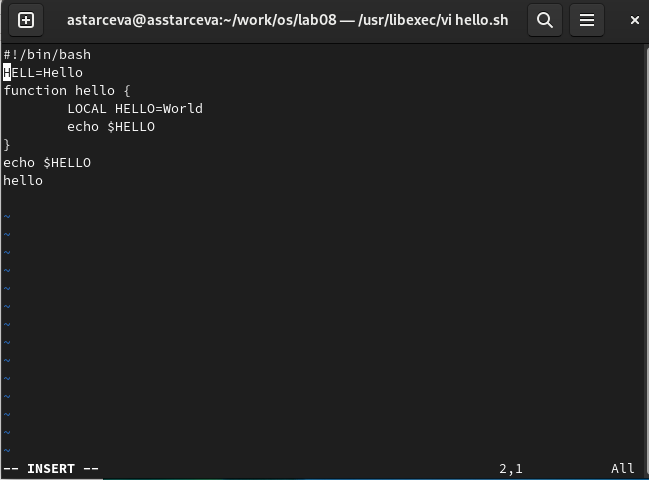 astarceva@asstarceva:~/work/os/lab08 — /usr/libexec/vi hello.sh
#!/bin/bash
HELL=Hello
function hello {
        LOCAL HELLO=World
        echo $HELLO
}
echo $HELLO
hello

~
~
~
~
~
~
~
~
~
~
~
~
~
~
-- INSERT -- 2,1 All